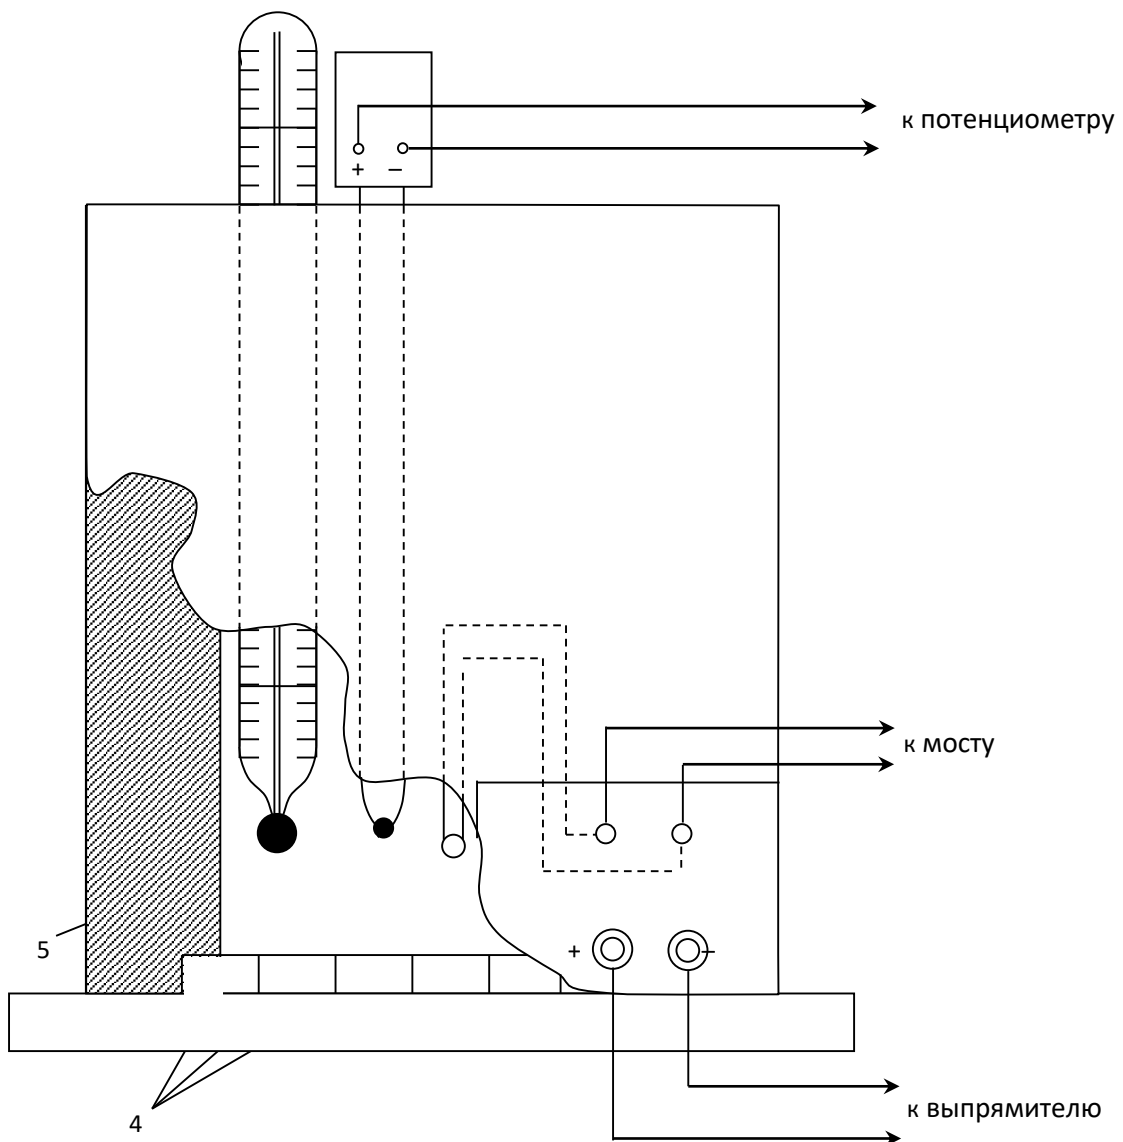 к потенциометру
+ −
к мосту
5
+ −
к выпрямителю
4